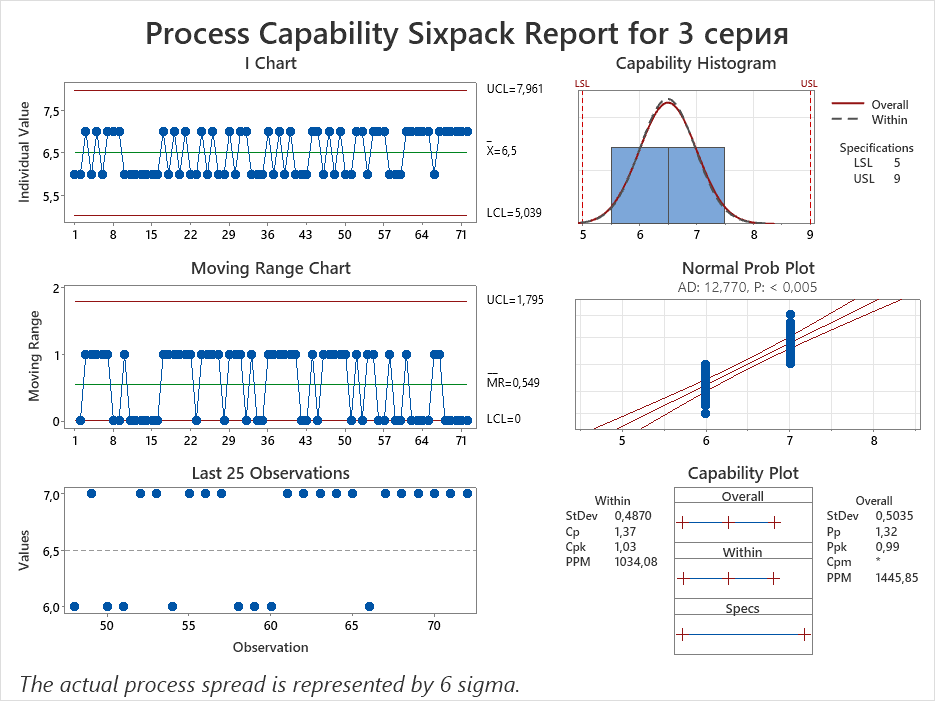 Process Capability Sixpack Report for 3 серия
I Chart
Individual Value
7,5
6,5
5,5
UCL=7,961
_
X=6,5
LCL=5,039
1 8 15 22 29 36 43 50 57 64 71
Capability Histogram
LSL USL
5 6 7 8 9
Overall
Within
Specifications
LSL 5
USL 9
Moving Range Chart
Moving Range
2
1
0
UCL=1,795
__
MR=0,549
LCL=0
1 8 15 22 29 36 43 50 57 64 71
Normal Prob Plot
AD: 12,770, P: < 0,005
5 6 7 8
Last 25 Observations
Values
7,0
6,5
6,0
50 55 60 65 70
Observation
Capability Plot
Within
StDev 0,4870
Cp 1,37
Cpk 1,03
PPM 1034,08
Overall
Within
Specs
Overall
StDev 0,5035
Pp 1,32
Ppk 0,99
Cpm *
PPM 1445,85
The actual process spread is represented by 6 sigma.